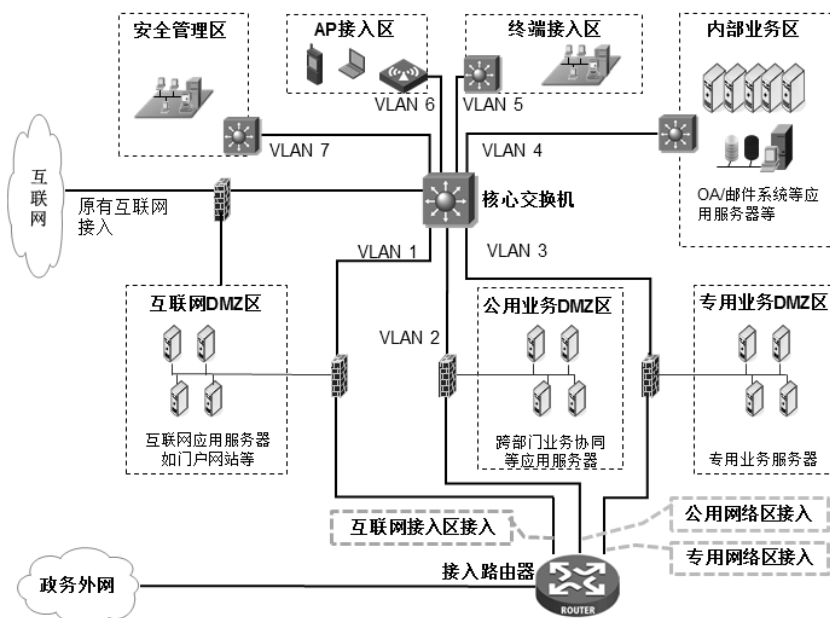 安全管理区
AP接入区
终端接入区
内部业务区
VLAN 6
VLAN 5
VLAN 7
VLAN 4
互联网
原有互联网
接入
核心交换机
OA/邮件系统等应
用服务器等
VLAN 1
VLAN 3
互联网DMZ区
公用业务DMZ区
专用业务DMZ区
VLAN 2
互联网应用服务器
如门户网站等
跨部门业务协同
等应用服务器
专用业务服务器
互联网接入区接入
公用网络区接入
专用网络区接入
接入路由器
政务外网
ROUTER